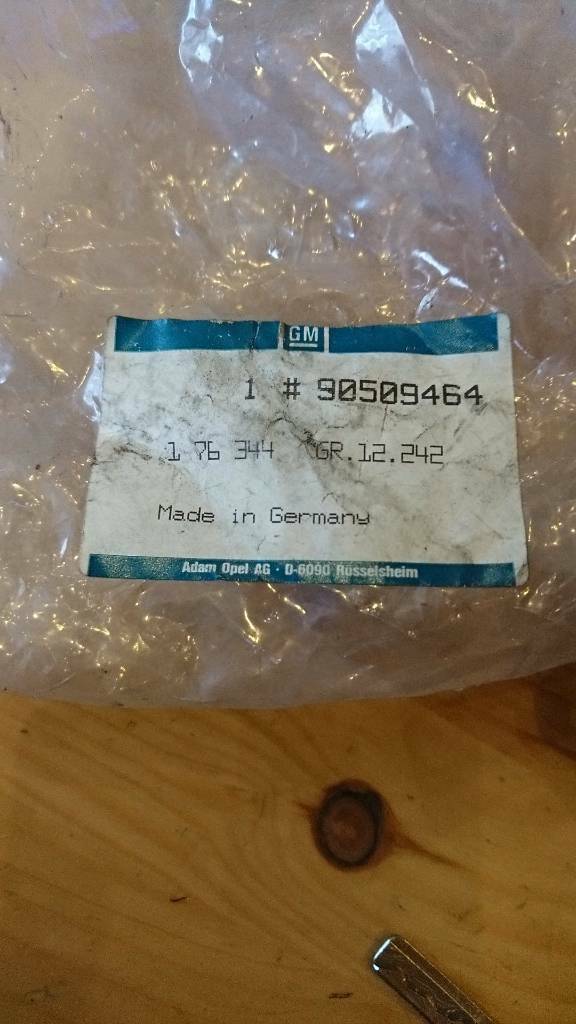 GM
1 # 90509464
1 76 344 GR.12.242
Made in Germany
Adam Opel AG · D-6090 Rüsselsheim